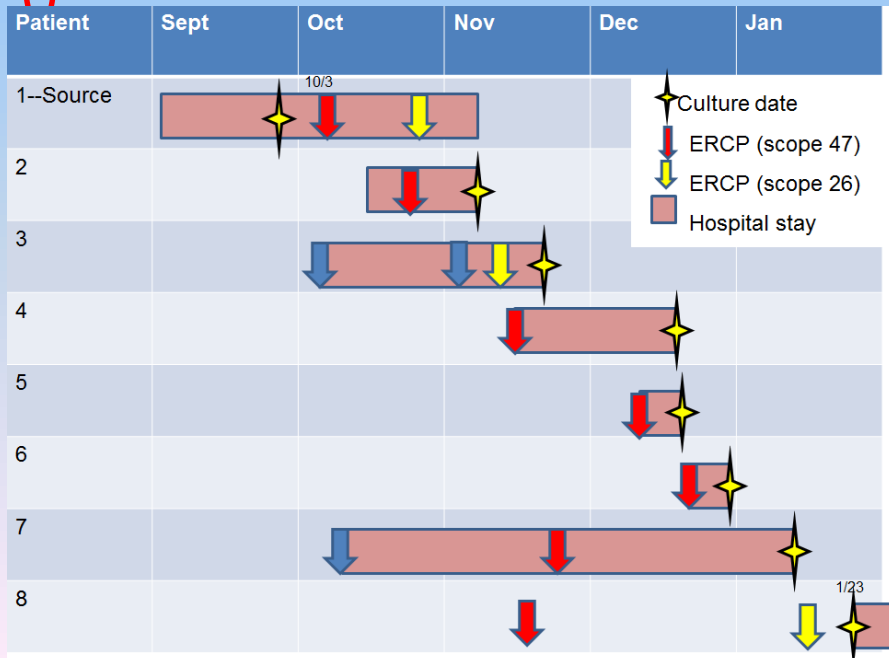 Patient Sept Oct Nov Dec Jan
10/3
1--Source
Culture date
ERCP (scope 47)
2
ERCP (scope 26)
Hospital stay
3
4
5
6
7
1/23
8